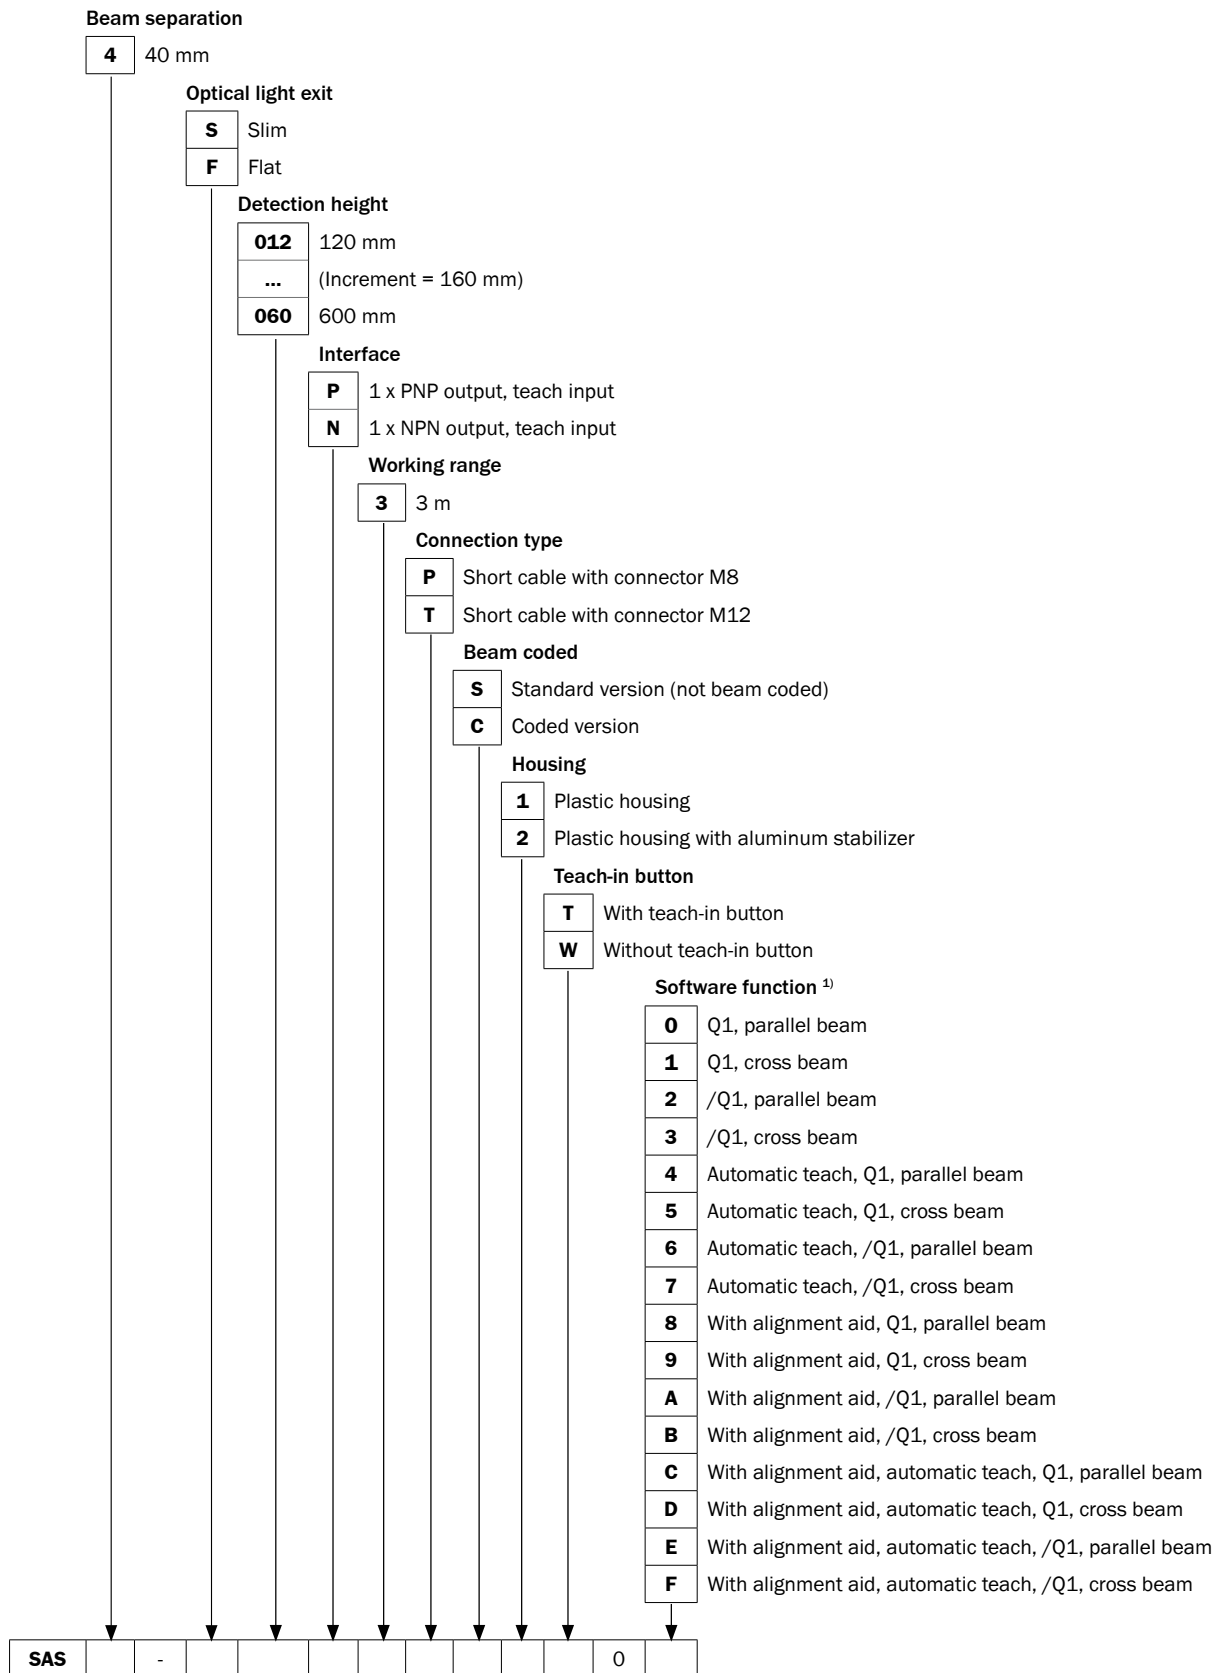 Beam separation
4 40 mm
Optical light exit
S Slim
F Flat
Detection height
012 120 mm
... (Increment = 160 mm)
060 600 mm
Interface
P 1 x PNP output, teach input
N 1 x NPN output, teach input
Working range
3 3 m
Connection type
P Short cable with connector M8
T Short cable with connector M12
Beam coded
S Standard version (not beam coded)
C Coded version
Housing
1 Plastic housing
2 Plastic housing with aluminum stabilizer
Teach-in button
T With teach-in button
W Without teach-in button
Software function 1)
0 Q1, parallel beam
1 Q1, cross beam
2 /Q1, parallel beam
3 /Q1, cross beam
4 Automatic teach, Q1, parallel beam
5 Automatic teach, Q1, cross beam
6 Automatic teach, /Q1, parallel beam
7 Automatic teach, /Q1, cross beam
8 With alignment aid, Q1, parallel beam
9 With alignment aid, Q1, cross beam
A With alignment aid, /Q1, parallel beam
B With alignment aid, /Q1, cross beam
C With alignment aid, automatic teach, Q1, parallel beam
D With alignment aid, automatic teach, Q1, cross beam
E With alignment aid, automatic teach, /Q1, parallel beam
F With alignment aid, automatic teach, /Q1, cross beam
SAS - 0